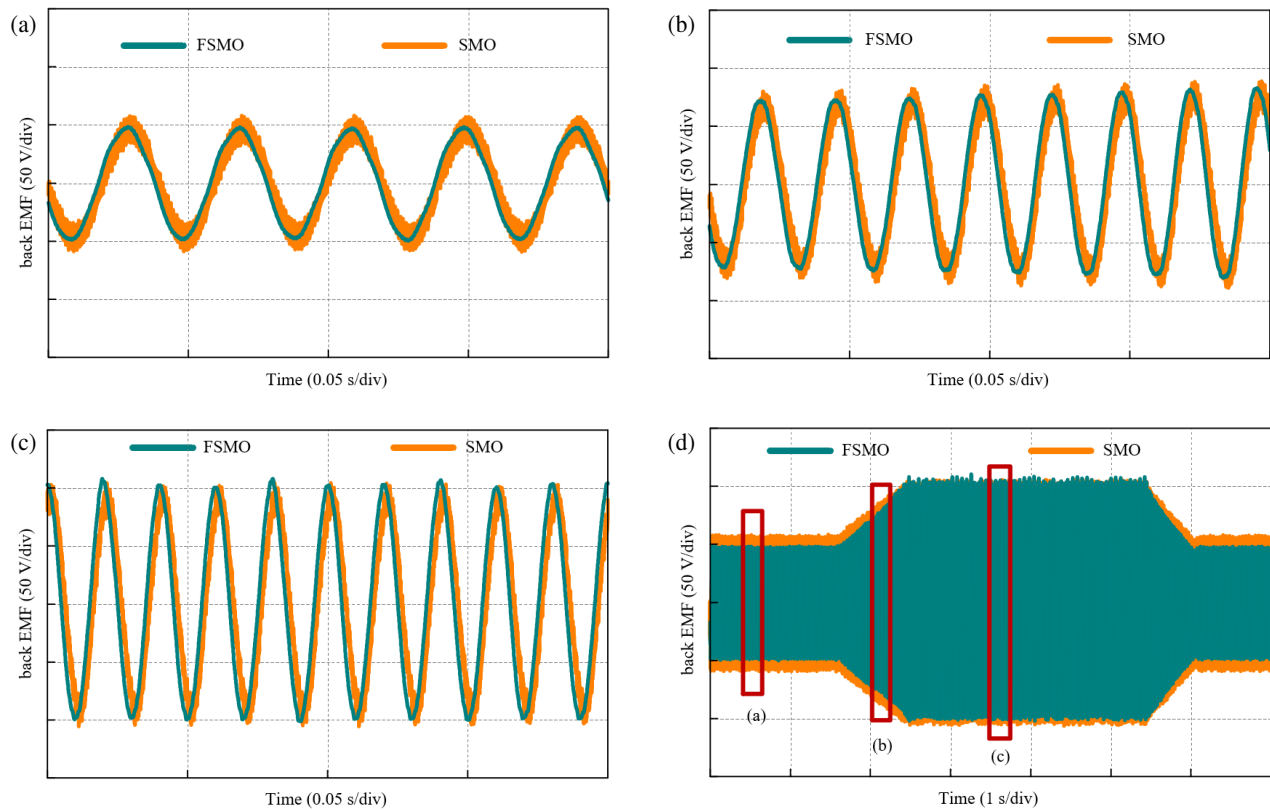 (a)
FSMO
SMO
back EMF (50 V/div)
Time (0.05 s/div)
(b)
FSMO
SMO
back EMF (50 V/div)
Time (0.05 s/div)
(c)
FSMO
SMO
back EMF (50 V/div)
Time (0.05 s/div)
(d)
FSMO
SMO
back EMF (50 V/div)
(a)
(b)
(c)
Time (1 s/div)